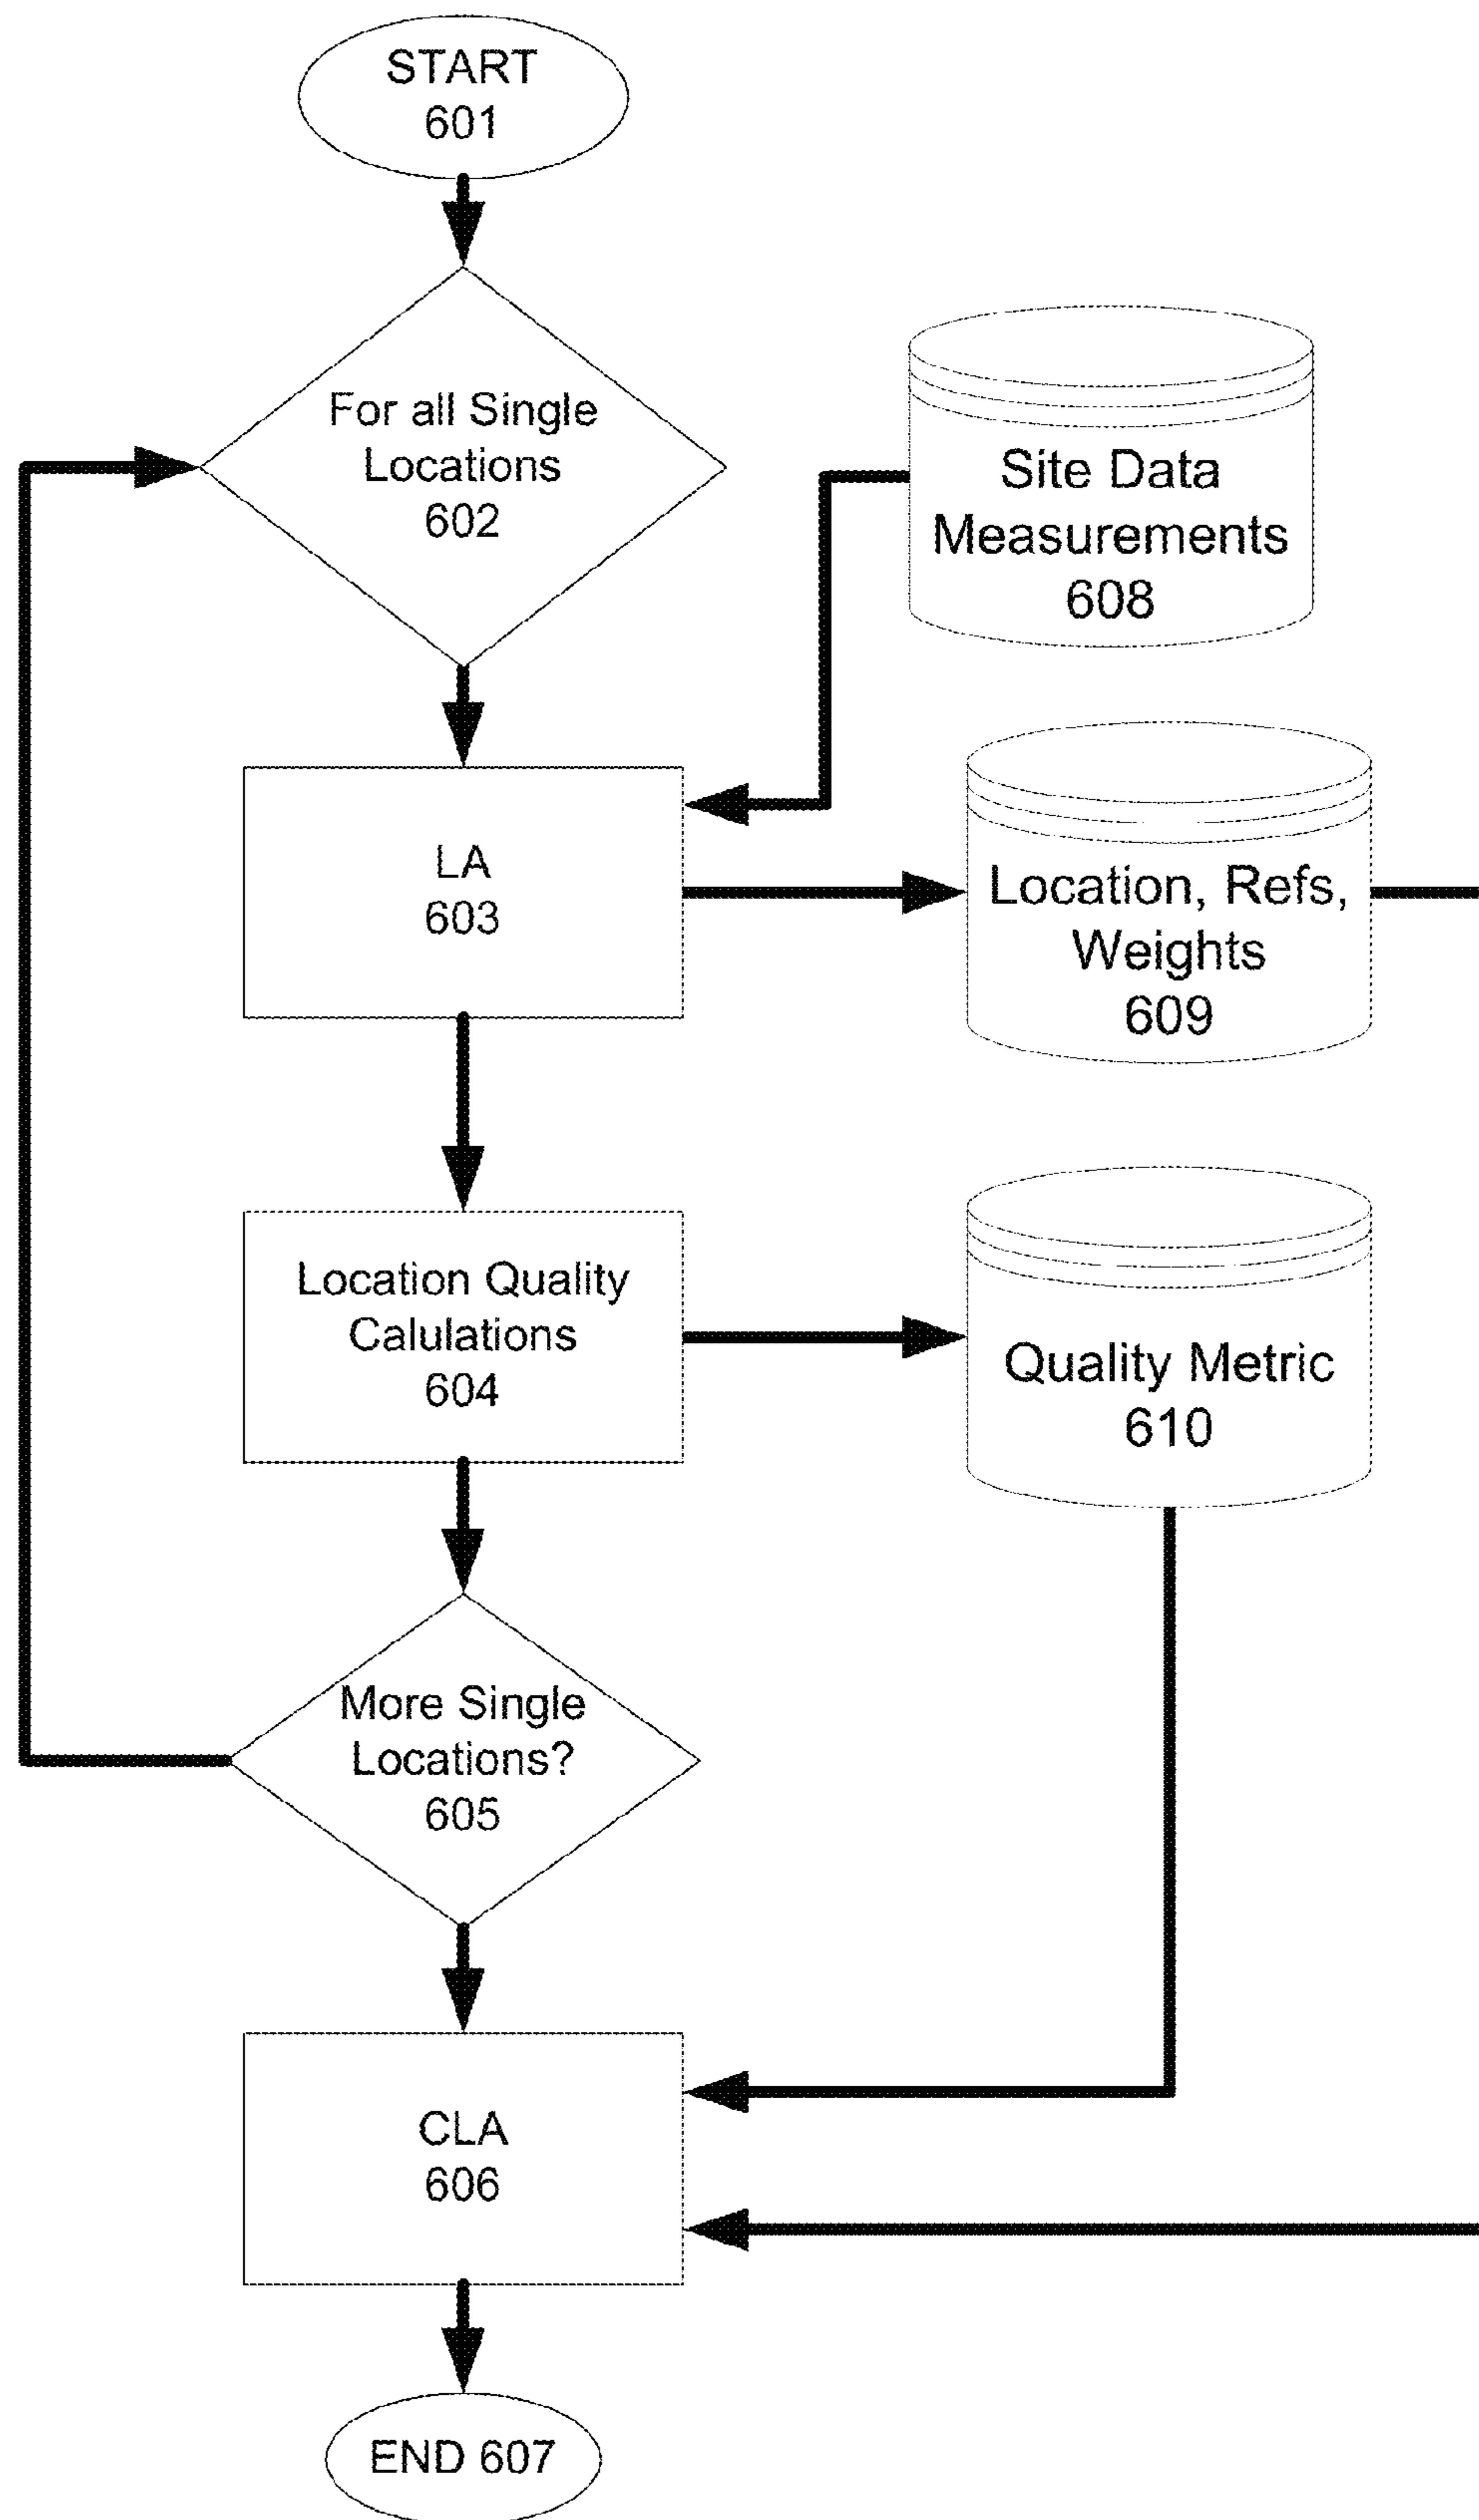 START
601
For all Single
Locations
602
Site Data
Measurements
608
LA
603
Location, Refs,
Weights
609
Location Quality
Calulations
604
Quality Metric
610
More Single
Locations?
605
CLA
606
END 607